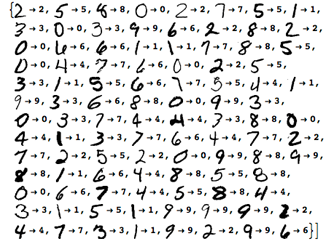 {2→2, 5→5, 8→8, 0→0, 2→2, 7→7, 5→5, 1→1,
3→3, 0→0, 3→3, 9→9, 6→6, 2→2, 8→8, 2→2,
0→0, 6→6, 6→6, 1→1, 1→1, 7→7, 8→8, 5→5,
0→0, 4→4, 7→7, 6→6, 0→0, 2→2, 5→5,
3→3, 1→1, 5→5, 6→6, 7→7, 5→5, 4→4, 1→1,
9→9, 3→3, 6→6, 8→8, 0→0, 9→9, 3→3,
0→0, 3→3, 7→7, 4→4, 4→4, 3→3, 8→8, 0→0,
4→4, 1→1, 3→3, 7→7, 6→6, 4→4, 7→7, 2→2,
7→7, 2→2, 5→5, 2→2, 0→0, 9→9, 8→8, 9→9,
8→8, 1→1, 6→6, 4→4, 8→8, 5→5, 8→8,
0→0, 6→6, 7→7, 4→4, 5→5, 8→8, 4→4,
3→3, 1→1, 5→5, 1→1, 9→9, 9→9, 9→9, 2→2,
4→4, 7→7, 3→3, 1→1, 9→9, 2→2, 9→9, 6→6}]